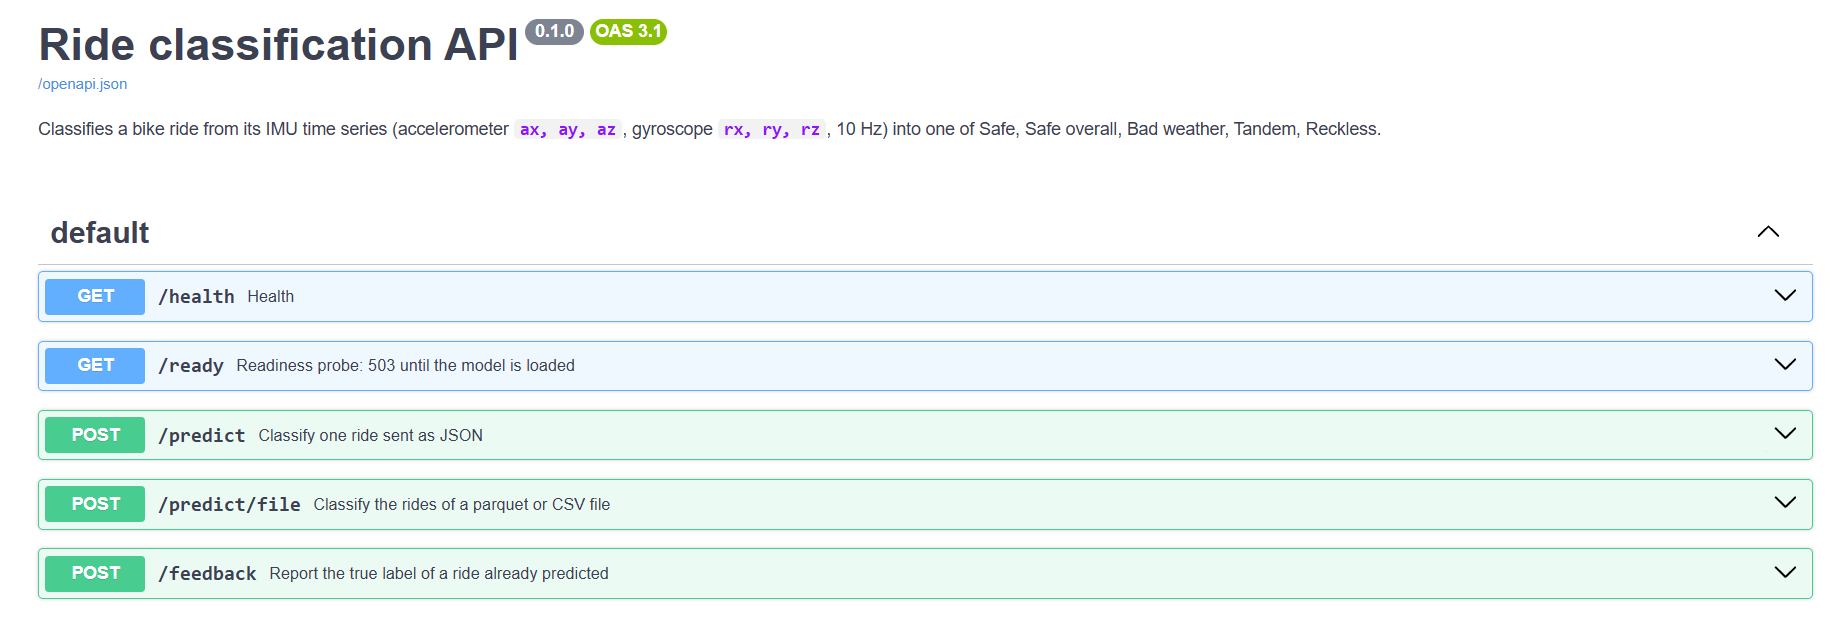 Ride classification API 0.1.0 OAS 3.1
/openapi.json
Classifies a bike ride from its IMU time series (accelerometer ax, ay, az , gyroscope rx, ry, rz , 10 Hz) into one of Safe, Safe overall, Bad weather, Tandem, Reckless.
default
GET /health Health
GET /ready Readiness probe: 503 until the model is loaded
POST /predict Classify one ride sent as JSON
POST /predict/file Classify the rides of a parquet or CSV file
POST /feedback Report the true label of a ride already predicted